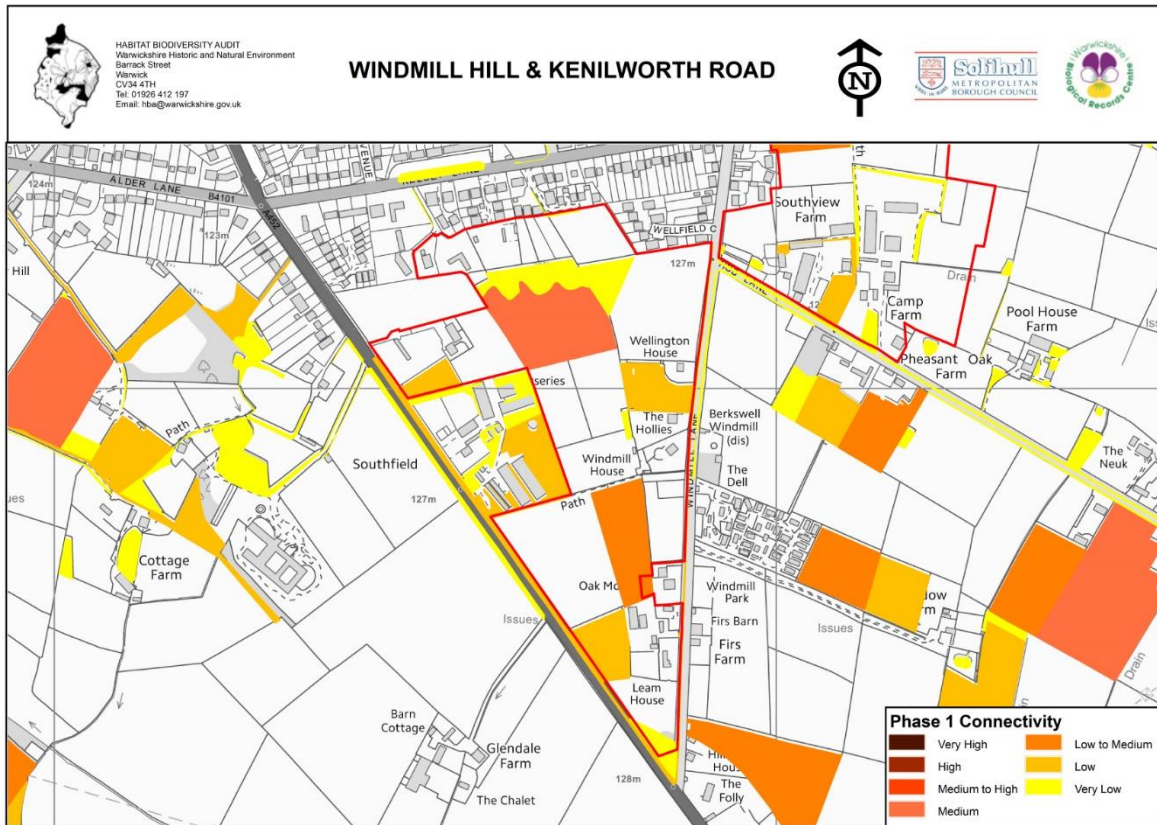 HABITAT BIODIVERSITY AUDIT
Warwickshire Historic and Natural Environment
Barrack Street
Warwick
CV34 4TH
Tel: 01926 412 197
Email: hba@warwickshire.gov.uk
WINDMILL HILL & KENILWORTH ROAD
N
Solihull
METROPOLITAN
BOROUGH COUNCIL
Warwickshire
Biological Records Centre
124m
ALDER LANE
B4101
A452
123m
Hill
Southview
Farm
WELLFIELD C
127m
Drain
Camp
Farm
Pool House
Farm
Issues
Wellington
House
Pheasant Oak
Farm
series
The
Hollies
Berkswell
Windmill
(dis)
WINDMILL LANE
Path
Southfield
Windmill
House
The
Dell
The
Neuk
127m
Path
Cottage
Farm
Oak Mo
Windmill
Park
Issues
Firs Barn
Firs
Farm
Issues
Drain
Leam
House
Barn
Cottage
Glendale
Farm
The Chalet
128m
The
Folly
Phase 1 Connectivity
Very High
High
Medium to High
Medium
Low to Medium
Low
Very Low